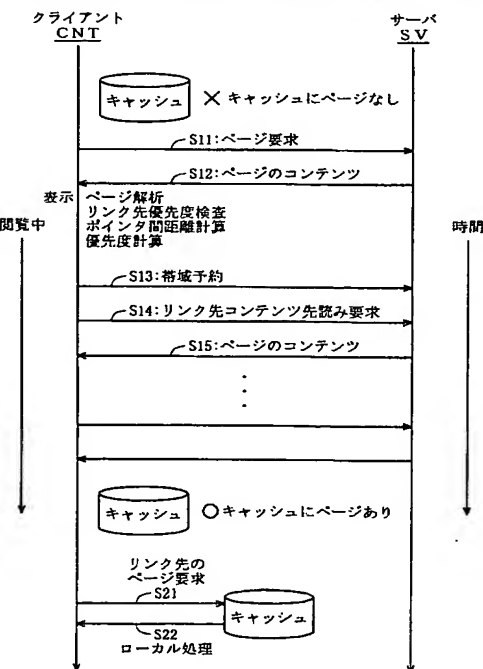 クライアント
CNT
サーバ
SV
キャッシュ
× キャッシュにページなし
S11:ページ要求
S12:ページのコンテンツ
表示
ページ解析
リンク先優先度検査
ポインタ間距離計算
優先度計算
閲覧中
時間
S13:帯域予約
S14:リンク先コンテンツ先読み要求
S15:ページのコンテンツ
キャッシュ
○キャッシュにページあり
リンク先の
ページ要求
S21
キャッシュ
S22
ローカル処理